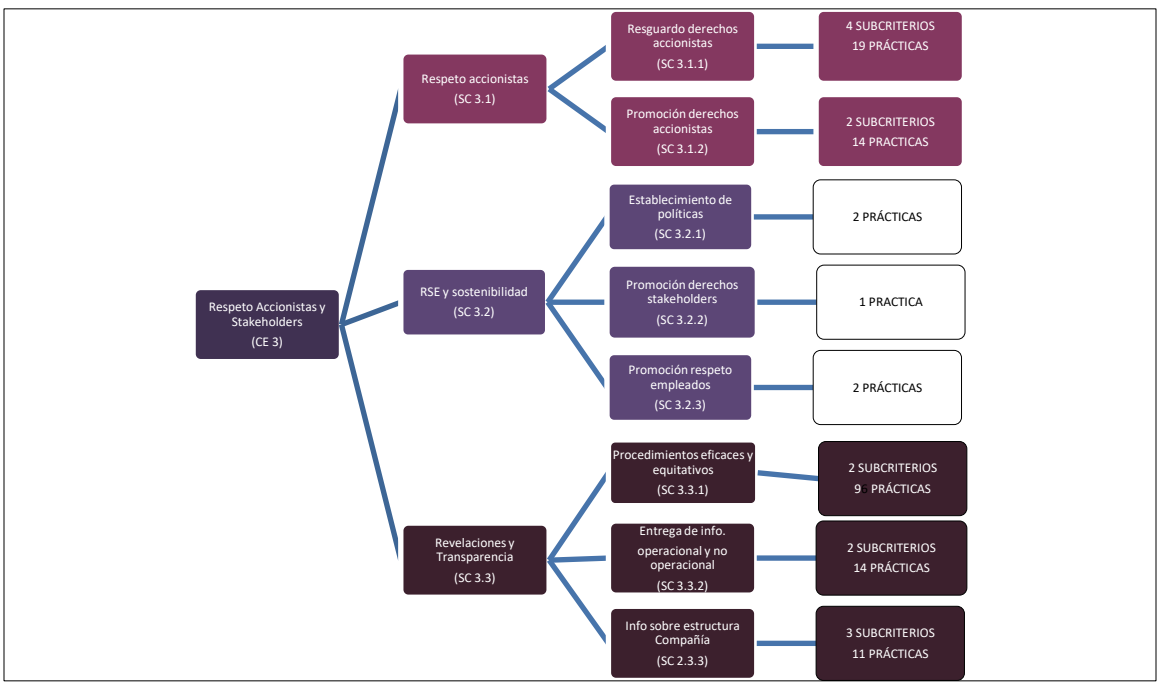 Respeto Accionistas y
Stakeholders
(CE 3)
Respeto accionistas
(SC 3.1)
Resguardo derechos
accionistas
(SC 3.1.1)
4 SUBCRITERIOS
19 PRÁCTICAS
Promoción derechos
accionistas
(SC 3.1.2)
2 SUBCRITERIOS
14 PRACTICAS
RSE y sostenibilidad
(SC 3.2)
Establecimiento de
políticas
(SC 3.2.1)
2 PRÁCTICAS
Promoción derechos
stakeholders
(SC 3.2.2)
1 PRACTICA
Promoción respeto
empleados
(SC 3.2.3)
2 PRÁCTICAS
Revelaciones y
Transparencia
(SC 3.3)
Procedimientos eficaces y
equitativos
(SC 3.3.1)
2 SUBCRITERIOS
9 PRÁCTICAS
Entrega de info.
operacional y no
operacional
(SC 3.3.2)
2 SUBCRITERIOS
14 PRÁCTICAS
Info sobre estructura
Compañía
(SC 2.3.3)
3 SUBCRITERIOS
11 PRÁCTICAS